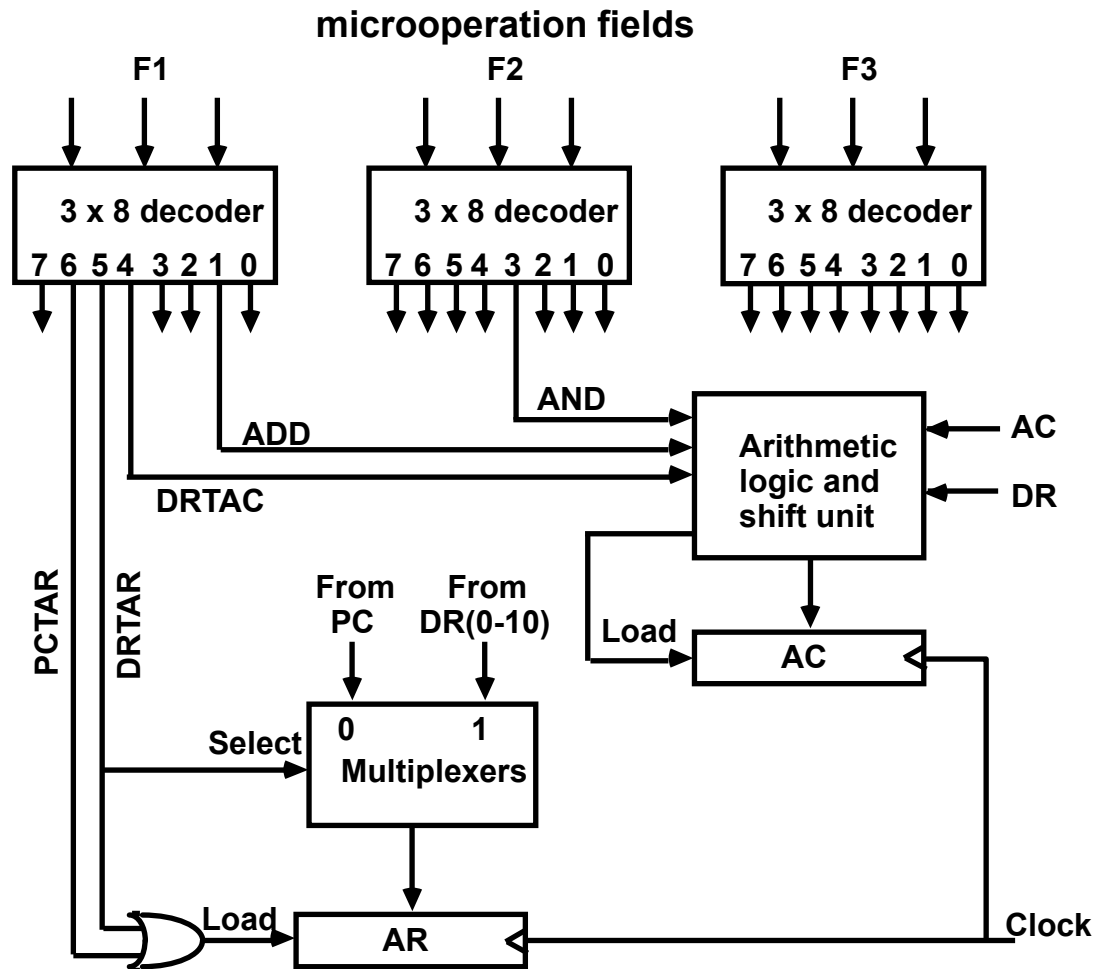 microoperation fields
F1
F2
F3
3 x 8 decoder
7 6 5 4 3 2 1 0
3 x 8 decoder
7 6 5 4 3 2 1 0
3 x 8 decoder
7 6 5 4 3 2 1 0
AND
ADD
DRTAC
Arithmetic
logic and
shift unit
AC
DR
PCTAR
DRTAR
From
PC
From
DR(0-10)
Load
AC
Select
0 1
Multiplexers
Load
AR
Clock